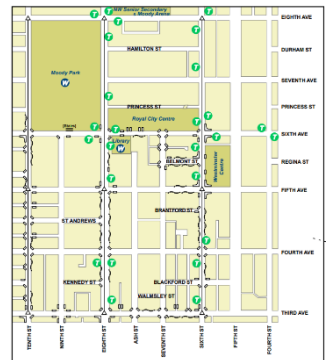 NW Senior Secondary
+ Moody Arena
EIGHTH AVE
HAMILTON ST
DURHAM ST
Moody Park
W
SEVENTH AVE
PRINCESS ST
PRINCESS ST
Royal City Centre
SIXTH AVE
Library
W
BELMONT ST
REGINA ST
Westminster
Centre
FIFTH AVE
BRANTFORD ST
ST ANDREWS
FOURTH AVE
KENNEDY ST
BLACKFORD ST
WALMSLEY ST
THIRD AVE
TENTH ST
NINTH ST
EIGHTH ST
ASH ST
SEVENTH ST
SIXTH ST
FIFTH ST
FOURTH ST